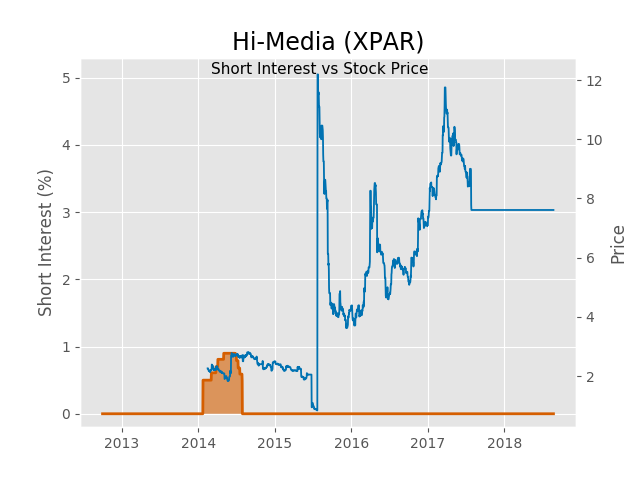 Hi-Media (XPAR)
Short Interest vs Stock Price
Short Interest (%)
5
4
3
2
1
0
12
10
8
6
4
2
Price
2013 2014 2015 2016 2017 2018